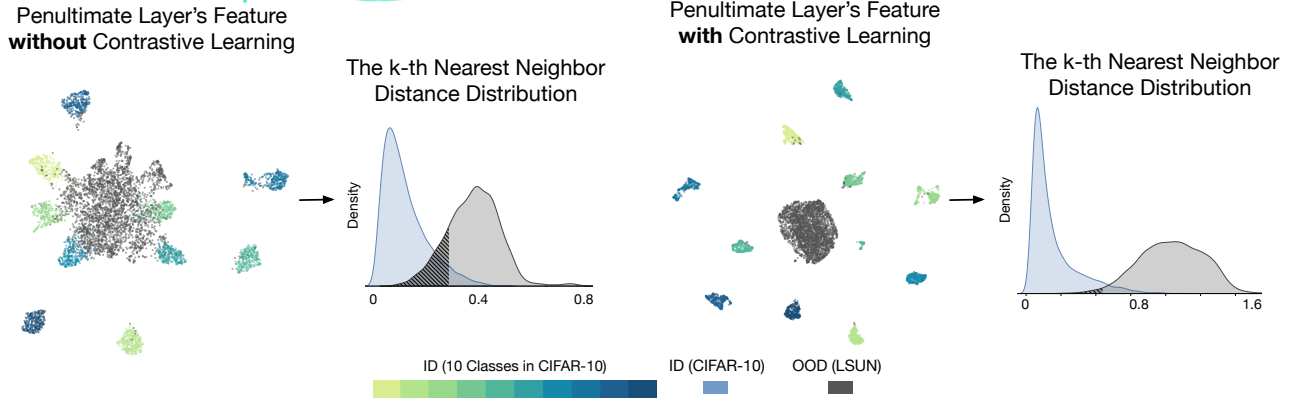 Penultimate Layer's Feature
without Contrastive Learning
The k-th Nearest Neighbor
Distance Distribution
Density
0 0.4 0.8
Penultimate Layer's Feature
with Contrastive Learning
The k-th Nearest Neighbor
Distance Distribution
Density
0 0.8 1.6
ID (10 Classes in CIFAR-10)
ID (CIFAR-10)
OOD (LSUN)